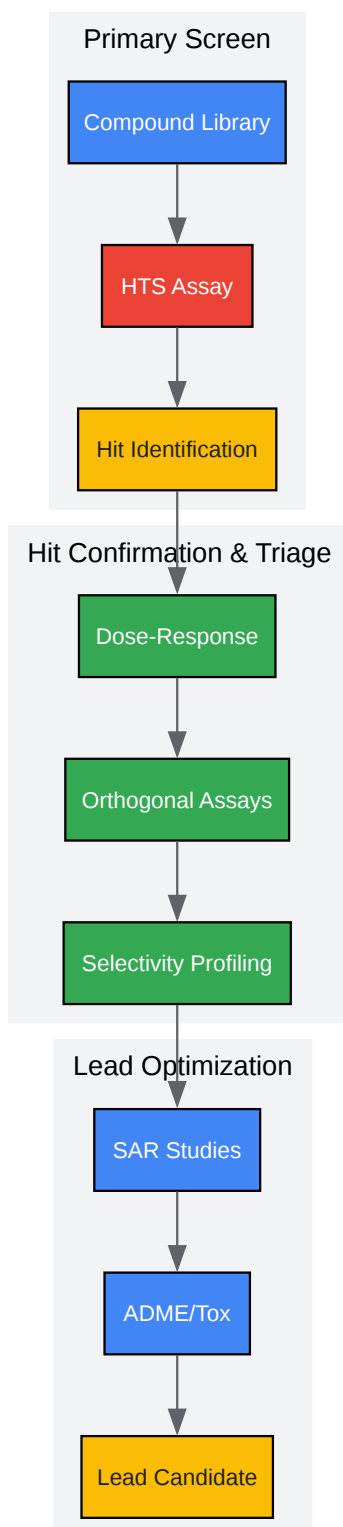 Primary Screen
Compound Library
HTS Assay
Hit Identification
Hit Confirmation & Triage
Dose-Response
Orthogonal Assays
Selectivity Profiling
Lead Optimization
SAR Studies
ADME/Tox
Lead Candidate